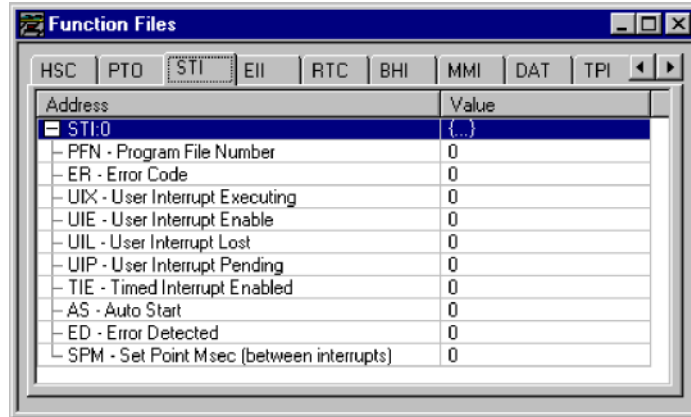 Function Files
HSC PTO STI EII RTC BHI MMI DAT TPI
Address Value
STI:0 {...}
PFN - Program File Number 0
ER - Error Code 0
UIX - User Interrupt Executing 0
UIE - User Interrupt Enable 0
UIL - User Interrupt Lost 0
UIP - User Interrupt Pending 0
TIE - Timed Interrupt Enabled 0
AS - Auto Start 0
ED - Error Detected 0
SPM - Set Point Msec (between interrupts) 0